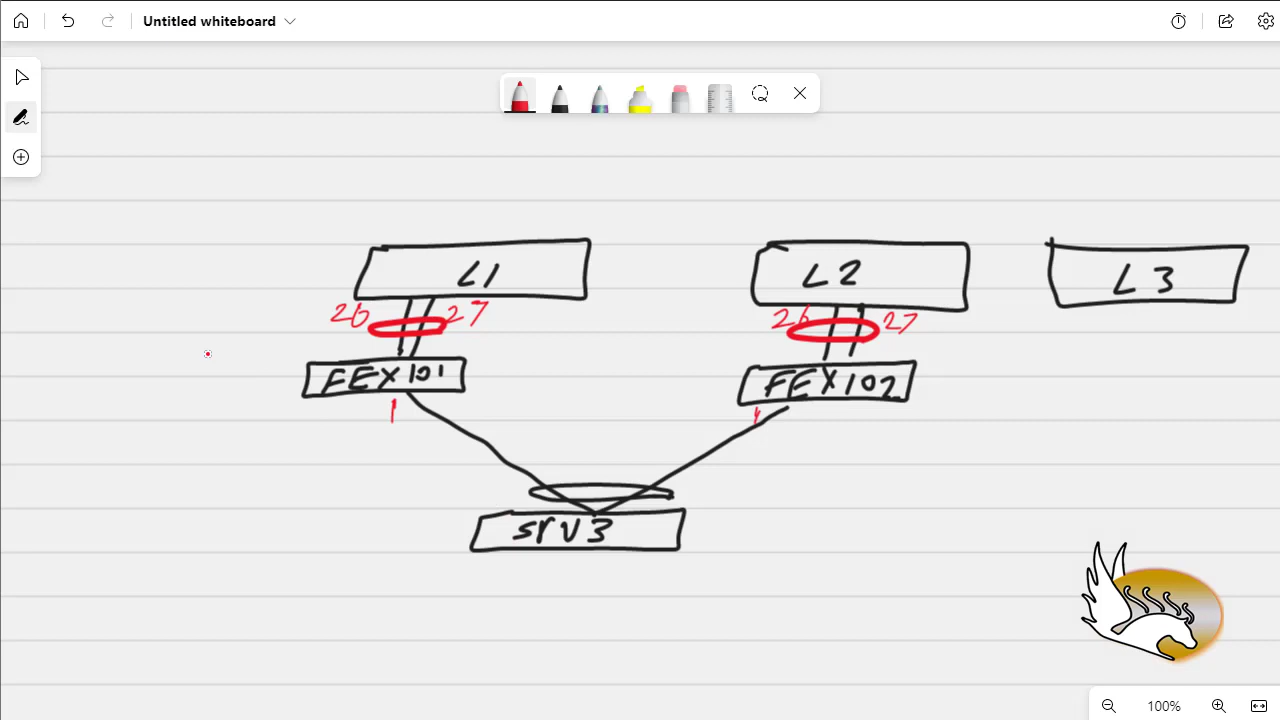 Untitled whiteboard
L1
L2
L3
26
27
26
27
FEX101
FEX102
1
1
srv3
100%